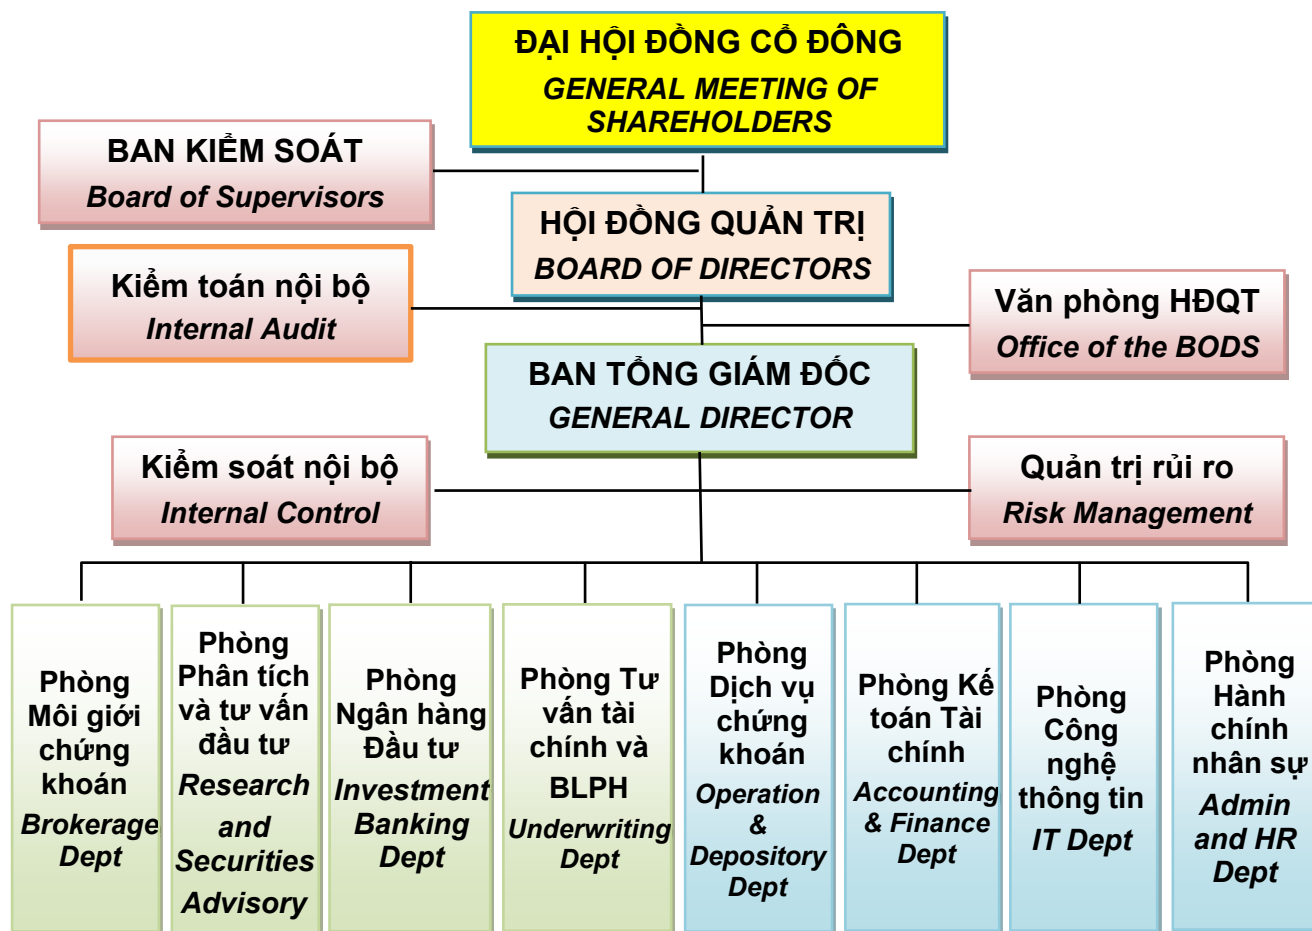 ĐẠI HỘI ĐỒNG CỔ ĐÔNG
GENERAL MEETING OF
SHAREHOLDERS
BAN KIỂM SOÁT
Board of Supervisors
HỘI ĐỒNG QUẢN TRỊ
BOARD OF DIRECTORS
Kiểm toán nội bộ
Internal Audit
Văn phòng HĐQT
Office of the BODS
BAN TỔNG GIÁM ĐỐC
GENERAL DIRECTOR
Kiểm soát nội bộ
Internal Control
Quản trị rủi ro
Risk Management
Phòng
Môi giới
chứng
khoán
Brokerage
Dept
Phòng
Phân tích
và tư vấn
đầu tư
Research
and
Securities
Advisory
Phòng
Ngân hàng
Đầu tư
Investment
Banking
Dept
Phòng Tư
vấn tài
chính và
BLPH
Underwriting
Dept
Phòng
Dịch vụ
chứng
khoán
Operation
&
Depository
Dept
Phòng Kế
toán Tài
chính
Accounting
& Finance
Dept
Phòng
Công
nghệ
thông tin
IT Dept
Phòng
Hành
chính
nhân sự
Admin
and HR
Dept